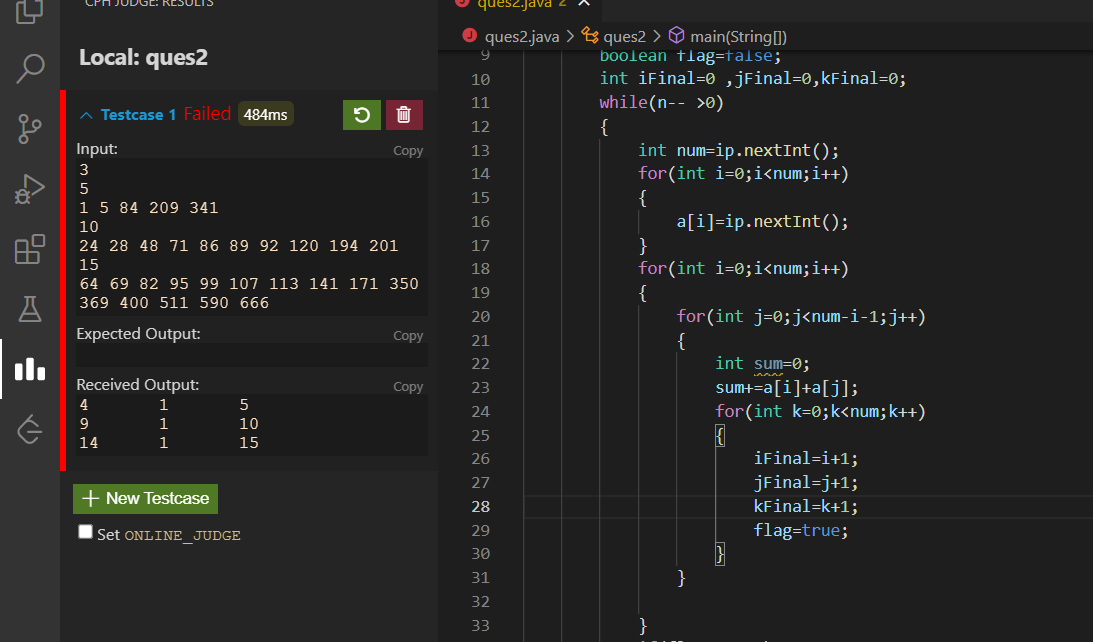 CPH JUDGE: RESULTS
Local: ques2
Testcase 1 Failed 484ms
Input:
Copy
3
5
1 5 84 209 341
10
24 28 48 71 86 89 92 120 194 201
15
64 69 82 95 99 107 113 141 171 350
369 400 511 590 666
Expected Output:
Copy
Received Output:
Copy
4 1 5
9 1 10
14 1 15
+ New Testcase
Set ONLINE_JUDGE
ques2.java 2 ×
ques2.java > ques2 > main(String[])
9 boolean flag=false;
10 int iFinal=0 ,jFinal=0,kFinal=0;
11 while(n-- >0)
12 {
13 int num=ip.nextInt();
14 for(int i=0;i<num;i++)
15 {
16 a[i]=ip.nextInt();
17 }
18 for(int i=0;i<num;i++)
19 {
20 for(int j=0;j<num-i-1;j++)
21 {
22 int sum=0;
23 sum+=a[i]+a[j];
24 for(int k=0;k<num;k++)
25 {
26 iFinal=i+1;
27 jFinal=j+1;
28 kFinal=k+1;
29 flag=true;
30 }
31 }
32
33 }